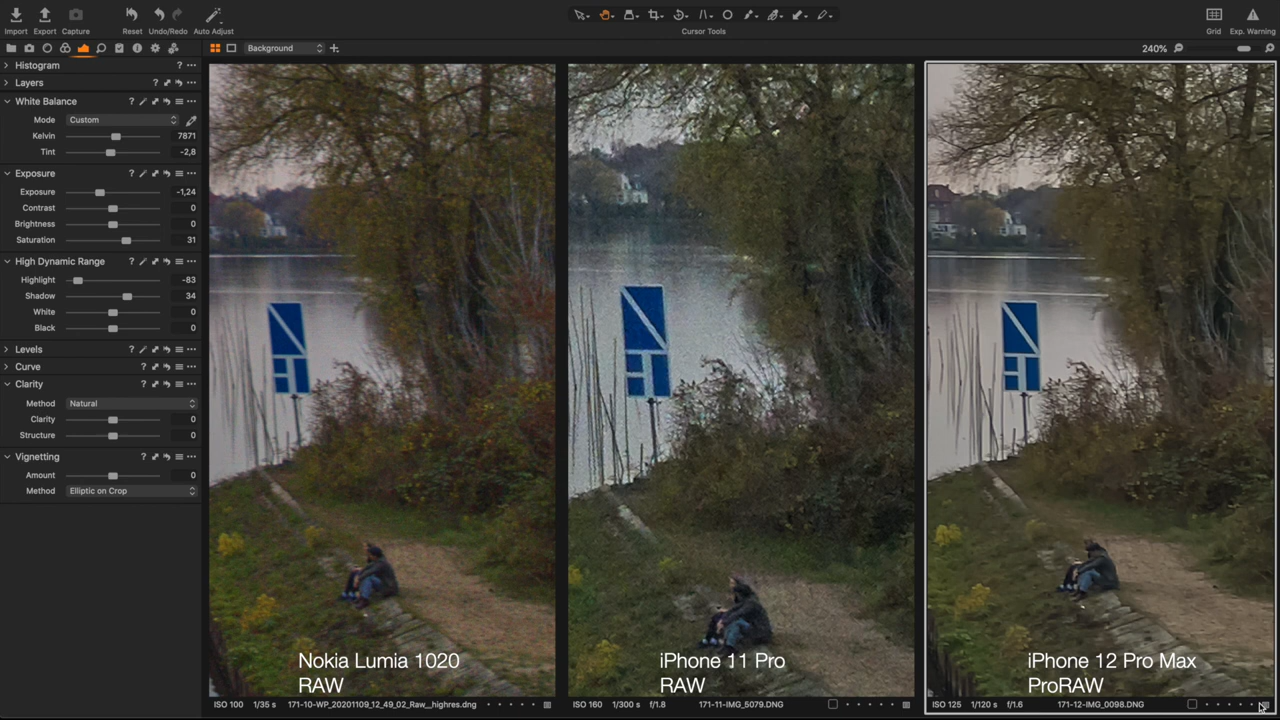 Import Export Capture Reset Undo/Redo Auto Adjust Cursor Tools Grid Exp. Warning
Background 240%
Histogram
Layers
White Balance
Mode Custom
Kelvin 7871
Tint -2,8
Exposure
Exposure -1,24
Contrast 0
Brightness 0
Saturation 31
High Dynamic Range
Highlight -83
Shadow 34
White 0
Black 0
Levels
Curve
Clarity
Method Natural
Clarity 0
Structure 0
Vignetting
Amount 0
Method Elliptic on Crop
Nokia Lumia 1020
RAW
ISO 100 1/35 s 171-10-WP_20201109_12_49_02_Raw__highres.dng
iPhone 11 Pro
RAW
ISO 160 1/300 s f/1.8 171-11-IMG_5079.DNG
iPhone 12 Pro Max
ProRAW
ISO 125 1/120 s f/1.6 171-12-IMG_0098.DNG